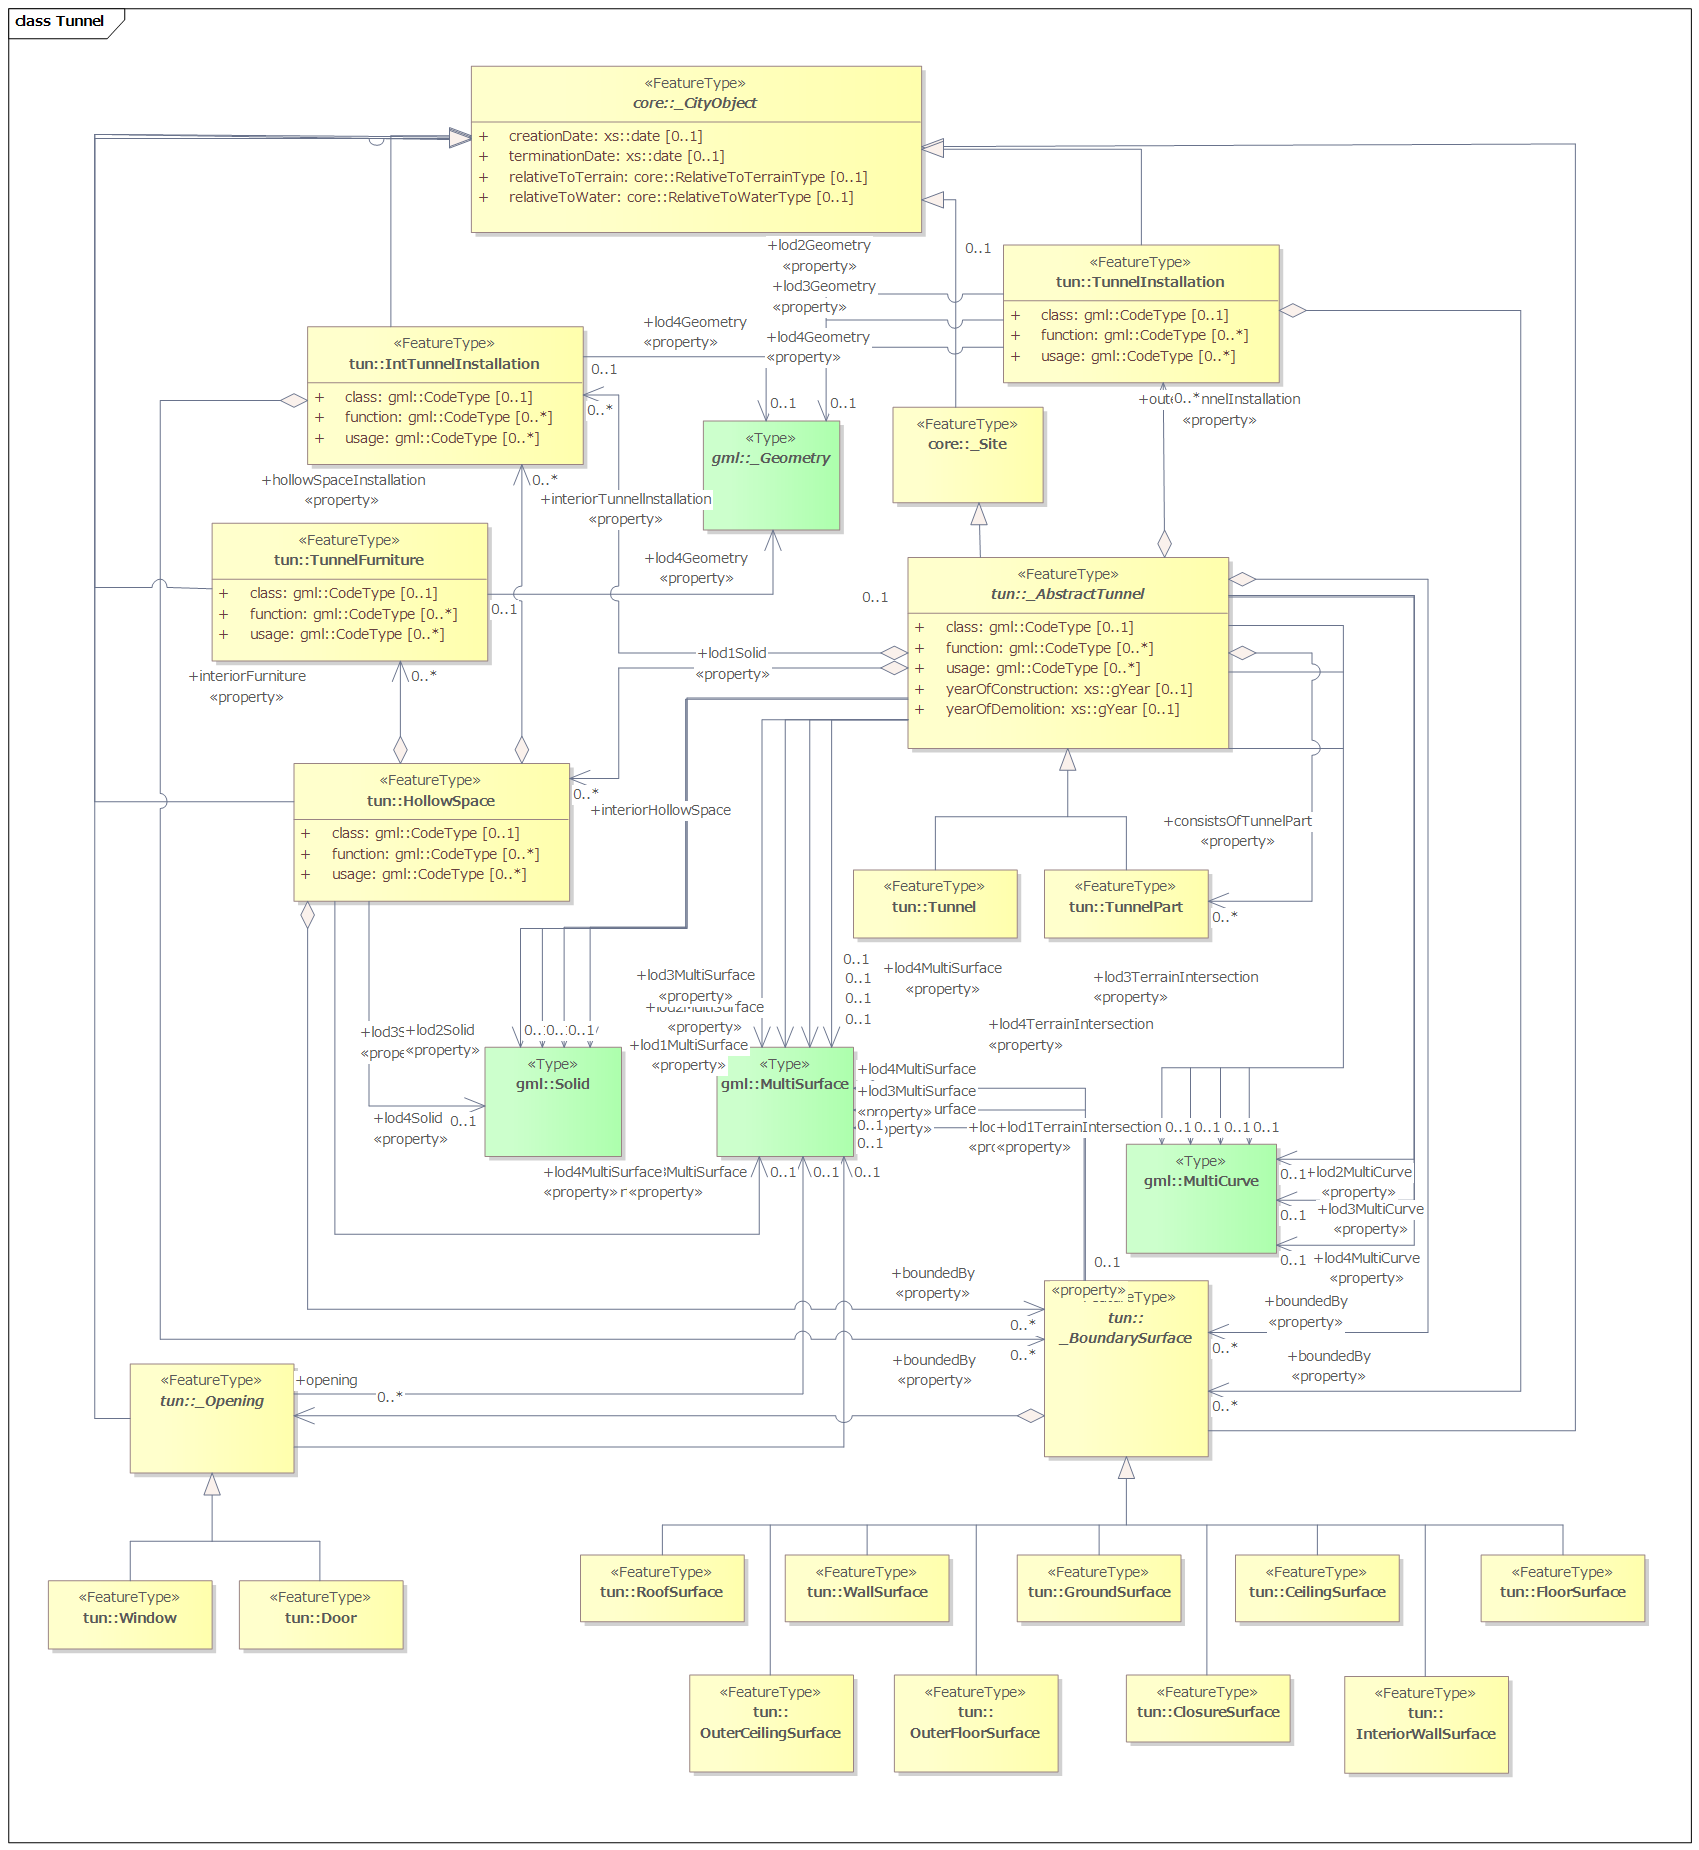 class Tunnel
«FeatureType»
core::_CityObject
+ creationDate: xs::date [0..1]
+ terminationDate: xs::date [0..1]
+ relativeToTerrain: core::RelativeToTerrainType [0..1]
+ relativeToWater: core::RelativeToWaterType [0..1]
+lod2Geometry
«property»
0..1
+lod3Geometry
«property»
+lod4Geometry
«property»
«FeatureType»
tun::TunnelInstallation
+ class: gml::CodeType [0..1]
+ function: gml::CodeType [0..*]
+ usage: gml::CodeType [0..*]
+lod4Geometry
«property»
0..1
«FeatureType»
tun::IntTunnelInstallation
+ class: gml::CodeType [0..1]
+ function: gml::CodeType [0..*]
+ usage: gml::CodeType [0..*]
0..*
0..1
0..1
0..*
nnelInstallation
«property»
«Type»
gml::_Geometry
«FeatureType»
core::_Site
+hollowSpaceInstallation
«property»
0..*
+interiorTunnelInstallation
«property»
«FeatureType»
tun::TunnelFurniture
+ class: gml::CodeType [0..1]
+ function: gml::CodeType [0..*]
+ usage: gml::CodeType [0..*]
+lod4Geometry
«property»
0..1
0..1
«FeatureType»
tun::_AbstractTunnel
+ class: gml::CodeType [0..1]
+ function: gml::CodeType [0..*]
+ usage: gml::CodeType [0..*]
+ yearOfConstruction: xs::gYear [0..1]
+ yearOfDemolition: xs::gYear [0..1]
+lod1Solid
«property»
+interiorFurniture
«property»
0..*
«FeatureType»
tun::HollowSpace
+ class: gml::CodeType [0..1]
+ function: gml::CodeType [0..*]
+ usage: gml::CodeType [0..*]
0..*
+interiorHollowSpace
+consistsOfTunnelPart
«property»
«FeatureType»
tun::Tunnel
«FeatureType»
tun::TunnelPart
0..*
0..1
0..1
0..1
0..1
+lod4MultiSurface
«property»
+lod3MultiSurface
«property»
+lod2MultiSurface
«property»
+lod1MultiSurface
«property»
+lod3TerrainIntersection
«property»
+lod4TerrainIntersection
«property»
+lod3S
+lod2Solid
«property»
0..1
«Type»
gml::Solid
+lod4Solid
«property»
0..1
«Type»
gml::MultiSurface
+lod4MultiSurface
+lod3MultiSurface
«property»
urface
operty»
0..1
0..1
+lod1TerrainIntersection
«property»
0..1 0..1 0..1 0..1
«Type»
gml::MultiCurve
0..1
+lod2MultiCurve
«property»
0..1
+lod3MultiCurve
«property»
0..1
+lod4MultiCurve
«property»
+lod4MultiSurface
«property»
MultiSurface
«property»
0..1 0..1 0..1
0..1
«property»
eType»
tun::
_BoundarySurface
+boundedBy
«property»
0..*
+boundedBy
«property»
0..*
+boundedBy
«property»
0..*
+boundedBy
«property»
0..*
«FeatureType»
tun::_Opening
+opening
0..*
«FeatureType»
tun::Window
«FeatureType»
tun::Door
«FeatureType»
tun::RoofSurface
«FeatureType»
tun::WallSurface
«FeatureType»
tun::GroundSurface
«FeatureType»
tun::CeilingSurface
«FeatureType»
tun::FloorSurface
«FeatureType»
tun::
OuterCeilingSurface
«FeatureType»
tun::
OuterFloorSurface
«FeatureType»
tun::ClosureSurface
«FeatureType»
tun::
InteriorWallSurface